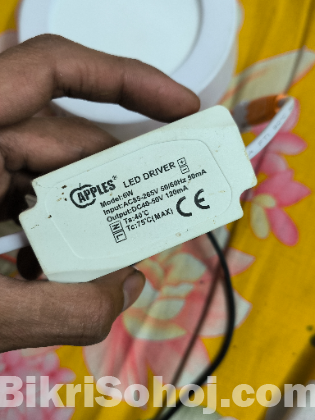 CAPPLES
LED DRIVER
Model:6W
Input:AC85-265V 50/60Hz 50mA
Output:DC40-50V 120mA
Ta:40℃
Tc:75℃(MAX)
CE
N L
BikriSohoj.com